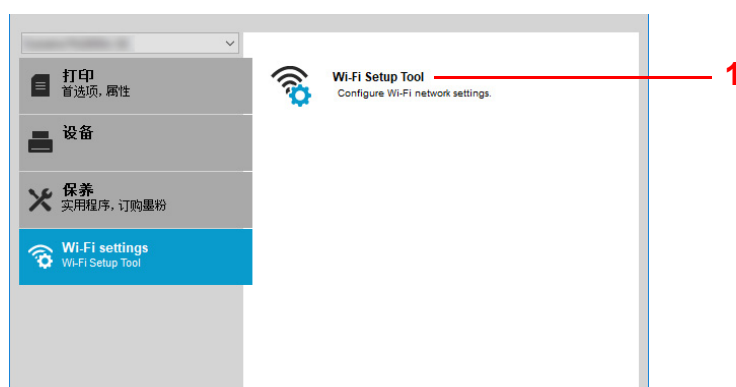 打印
首选项, 属性
设备
保养
实用程序, 订购墨粉
Wi-Fi settings
Wi-Fi Setup Tool
Wi-Fi Setup Tool
Configure Wi-Fi network settings.
1